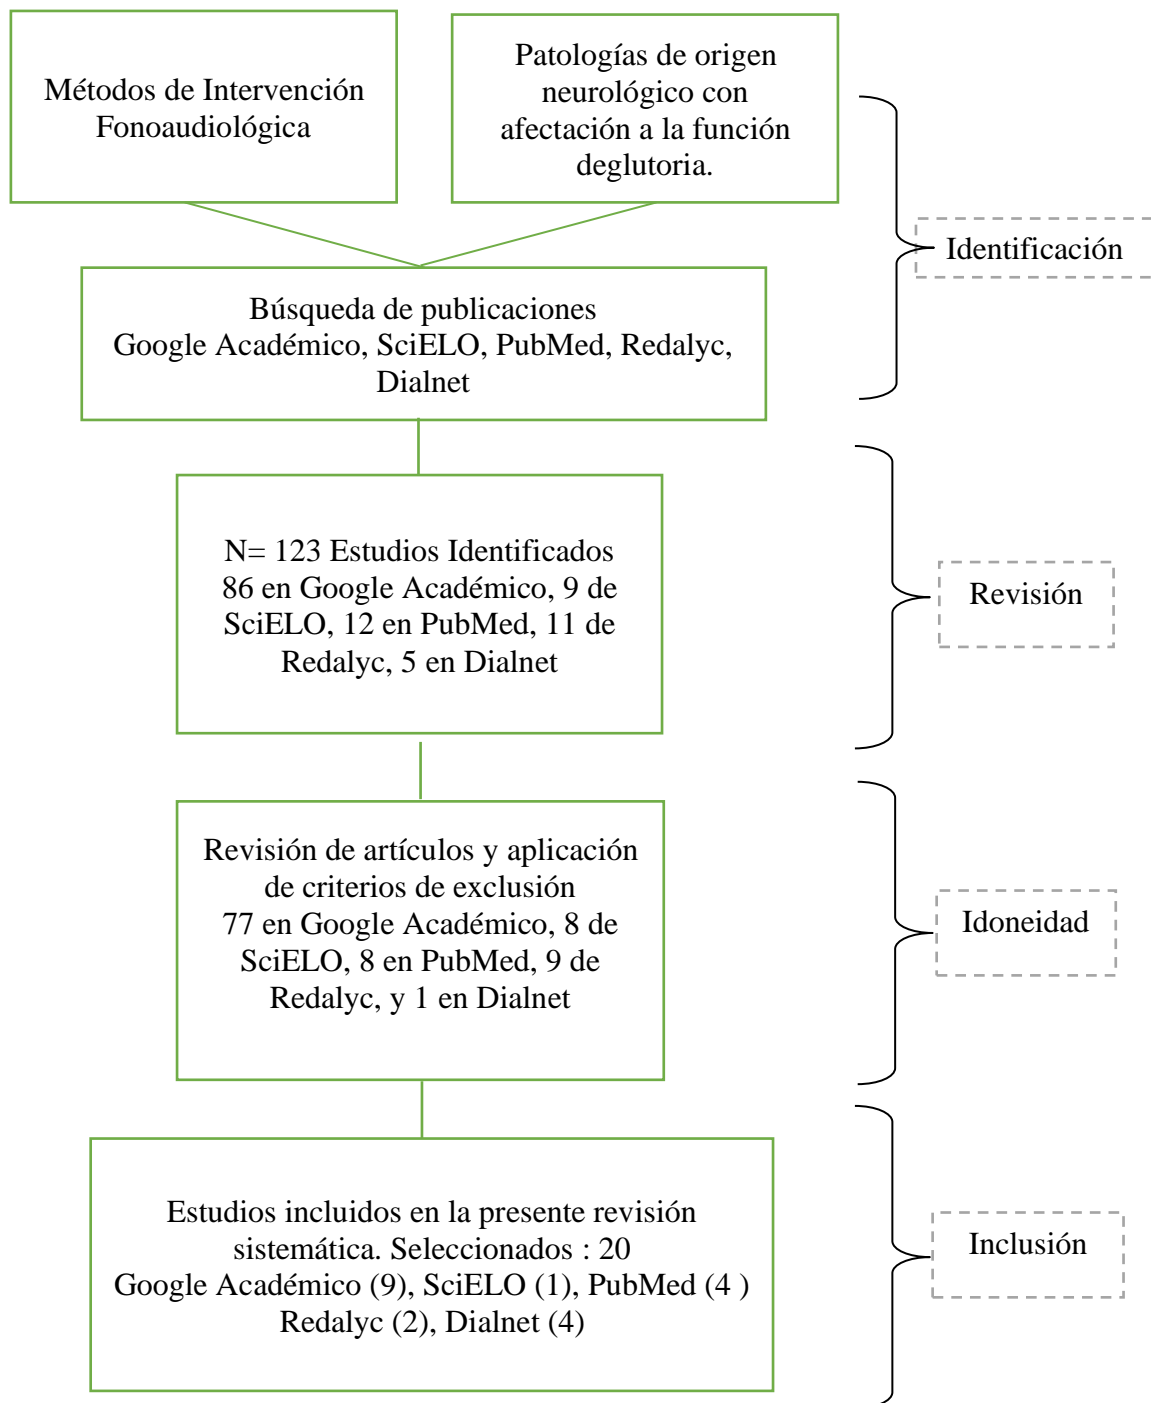 Métodos de Intervención
Fonoaudiológica
Patologías de origen
neurológico con
afectación a la función
deglutoria.
Identificación
Búsqueda de publicaciones
Google Académico, SciELO, PubMed, Redalyc,
Dialnet
N= 123 Estudios Identificados
86 en Google Académico, 9 de
SciELO, 12 en PubMed, 11 de
Redalyc, 5 en Dialnet
Revisión
Revisión de artículos y aplicación
de criterios de exclusión
77 en Google Académico, 8 de
SciELO, 8 en PubMed, 9 de
Redalyc, y 1 en Dialnet
Idoneidad
Estudios incluidos en la presente revisión
sistemática. Seleccionados : 20
Google Académico (9), SciELO (1), PubMed (4 )
Redalyc (2), Dialnet (4)
Inclusión